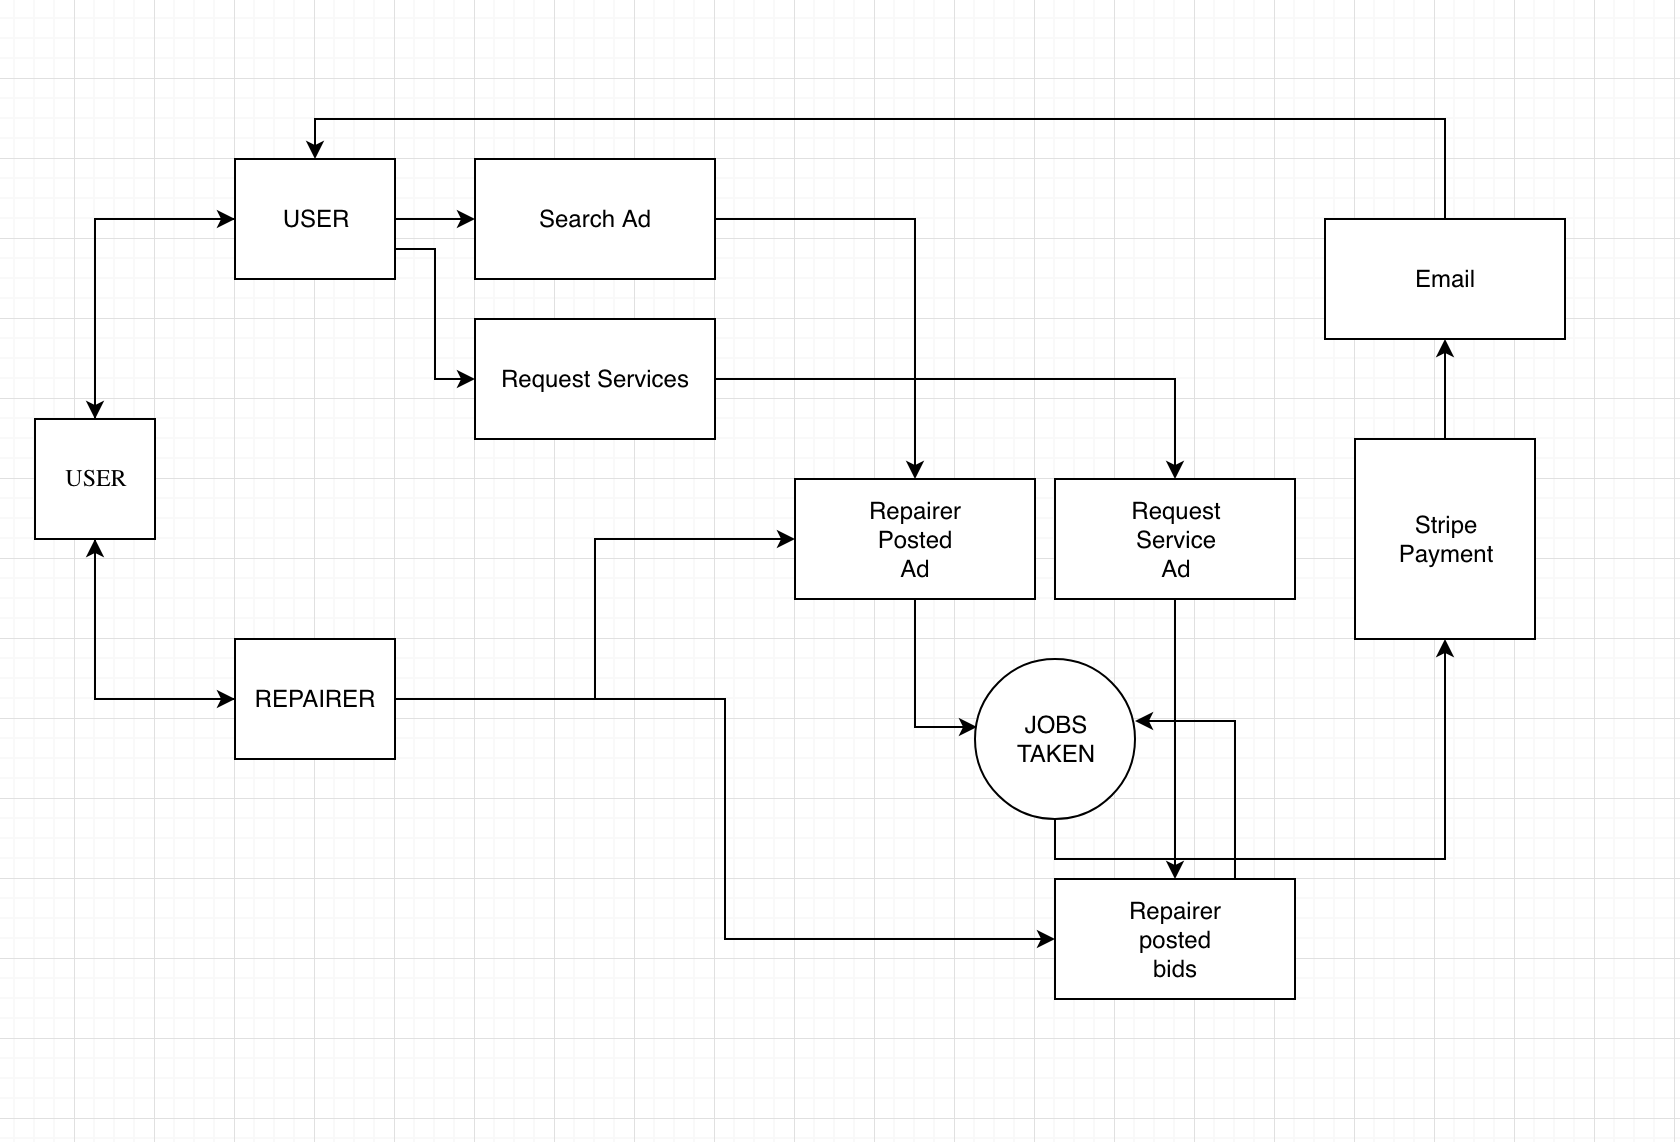 USER
Search Ad
Email
Request Services
USER
Repairer
Posted
Ad
Request
Service
Ad
Stripe
Payment
REPAIRER
JOBS
TAKEN
Repairer
posted
bids